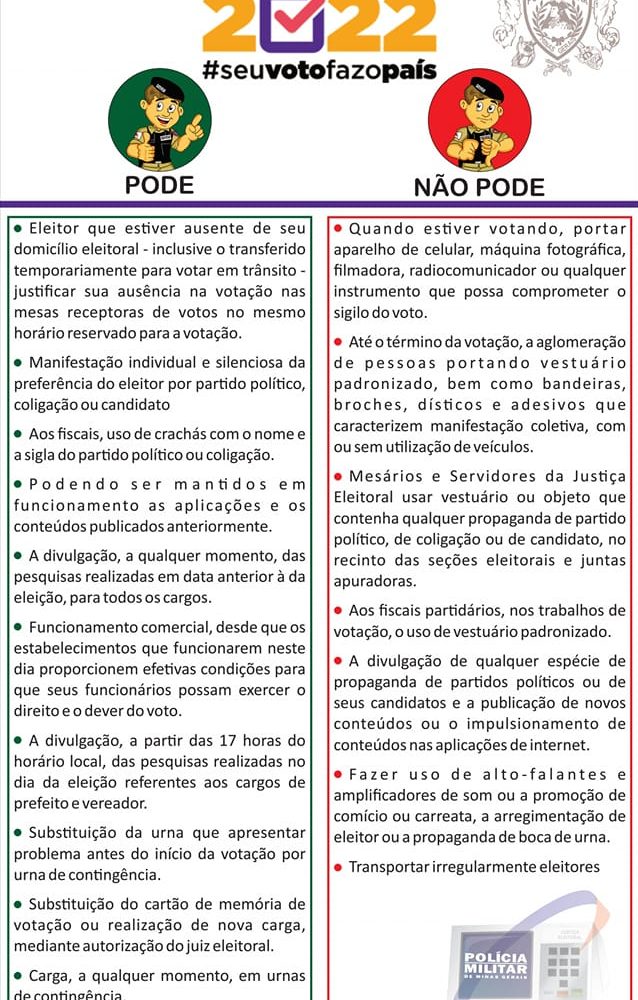 2022
#seuvotofazopaís
PODE
NÃO PODE
• Eleitor que estiver ausente de seu
domicílio eleitoral - inclusive o transferido
temporariamente para votar em trânsito -
justificar sua ausência na votação nas
mesas receptoras de votos no mesmo
horário reservado para a votação.
• Manifestação individual e silenciosa da
preferência do eleitor por partido político,
coligação ou candidato
• Aos fiscais, uso de crachás com o nome e
a sigla do partido político ou coligação.
• Podendo ser mantidos em
funcionamento as aplicações e os
conteúdos publicados anteriormente.
• A divulgação, a qualquer momento, das
pesquisas realizadas em data anterior à da
eleição, para todos os cargos.
• Funcionamento comercial, desde que os
estabelecimentos que funcionarem neste
dia proporcionem efetivas condições para
que seus funcionários possam exercer o
direito e o dever do voto.
• A divulgação, a partir das 17 horas do
horário local, das pesquisas realizadas no
dia da eleição referentes aos cargos de
prefeito e vereador.
• Substituição da urna que apresentar
problema antes do início da votação por
urna de contingência.
• Substituição do cartão de memória de
votação ou realização de nova carga,
mediante autorização do juiz eleitoral.
• Carga, a qualquer momento, em urnas
de contingência
• Quando estiver votando, portar
aparelho de celular, máquina fotográfica,
filmadora, radiocomunicador ou qualquer
instrumento que possa comprometer o
sigilo do voto.
• Até o término da votação, a aglomeração
de pessoas portando vestuário
padronizado, bem como bandeiras,
broches, dísticos e adesivos que
caracterizem manifestação coletiva, com
ou sem utilização de veículos.
• Mesários e Servidores da Justiça
Eleitoral usar vestuário ou objeto que
contenha qualquer propaganda de partido
político, de coligação ou de candidato, no
recinto das seções eleitorais e juntas
apuradoras.
• Aos fiscais partidários, nos trabalhos de
votação, o uso de vestuário padronizado.
• A divulgação de qualquer espécie de
propaganda de partidos políticos ou de
seus candidatos e a publicação de novos
conteúdos ou o impulsionamento de
conteúdos nas aplicações de internet.
• Fazer uso de alto-falantes e
amplificadores de som ou a promoção de
comício ou carreata, a arregimentação de
eleitor ou a propaganda de boca de urna.
• Transportar irregularmente eleitores
JUSTIÇA
ELEITORAL
POLÍCIA
MILITAR
DE MINAS GERAIS